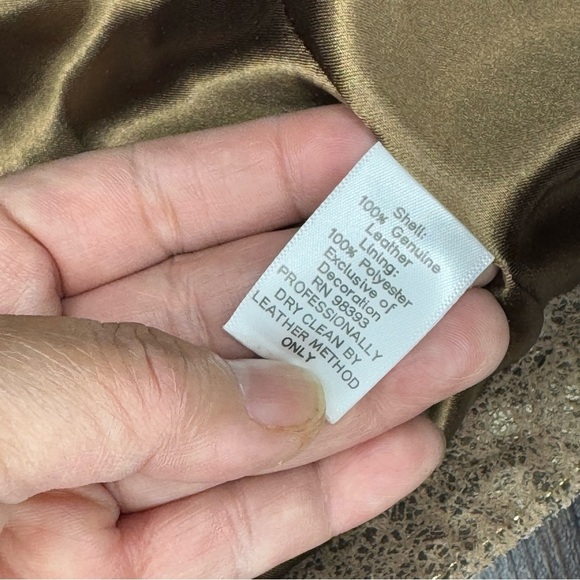 Shell:
100% Genuine
Leather
Lining:
100% Polyester
Exclusive of
Decoration
RN 98393
PROFESSIONALLY
DRY CLEAN BY
LEATHER METHOD
ONLY